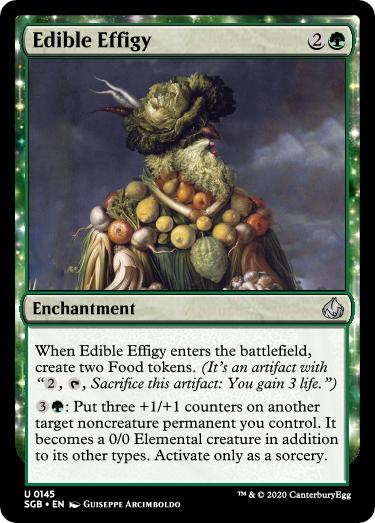 Edible Effigy 2
Enchantment
When Edible Effigy enters the battlefield,
create two Food tokens. (It's an artifact with
“2, , Sacrifice this artifact: You gain 3 life.”)
3 : Put three +1/+1 counters on another
target noncreature permanent you control. It
becomes a 0/0 Elemental creature in addition
to its other types. Activate only as a sorcery.
U 0145
SGB • EN Guiseppe Arcimboldo
™ & © 2020 CanterburyEgg